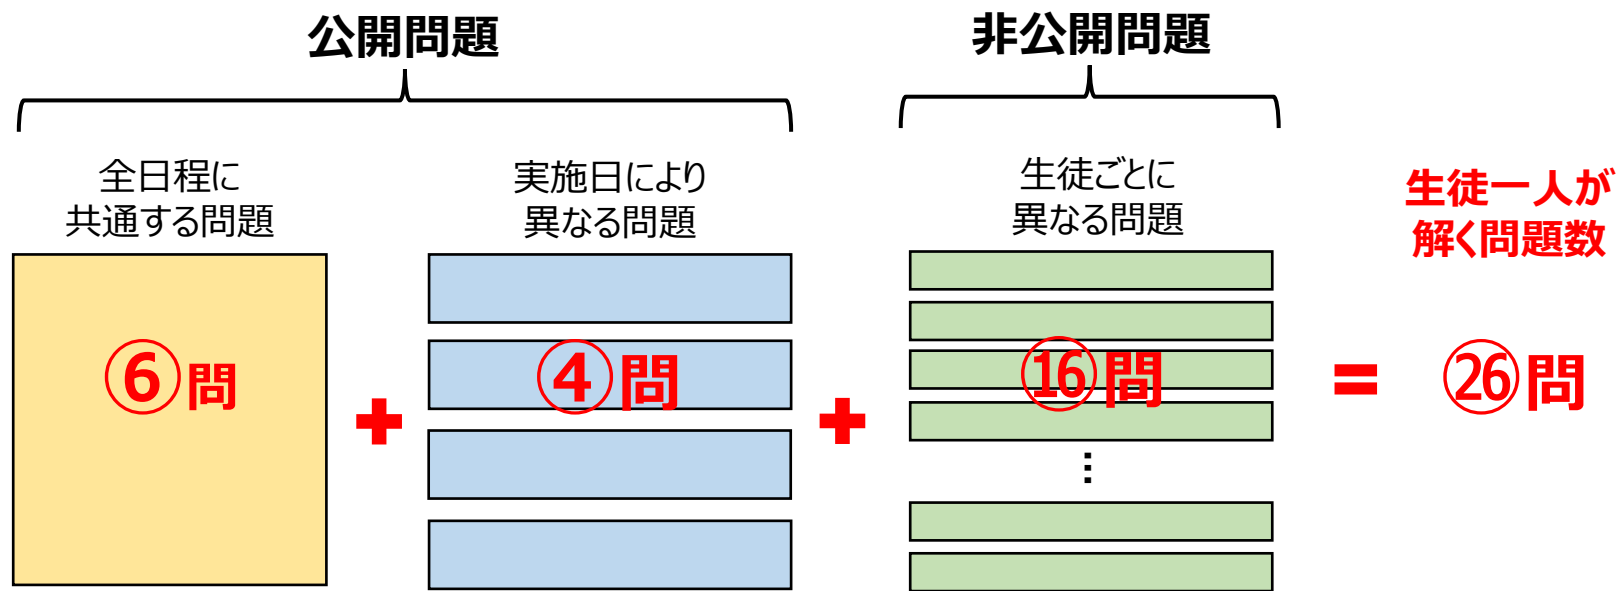 公開問題
非公開問題
全日程に
共通する問題
実施日により
異なる問題
生徒ごとに
異なる問題
生徒一人が
解く問題数
⑥問
+
④問
+
⑯問
=
㉖問
⋮